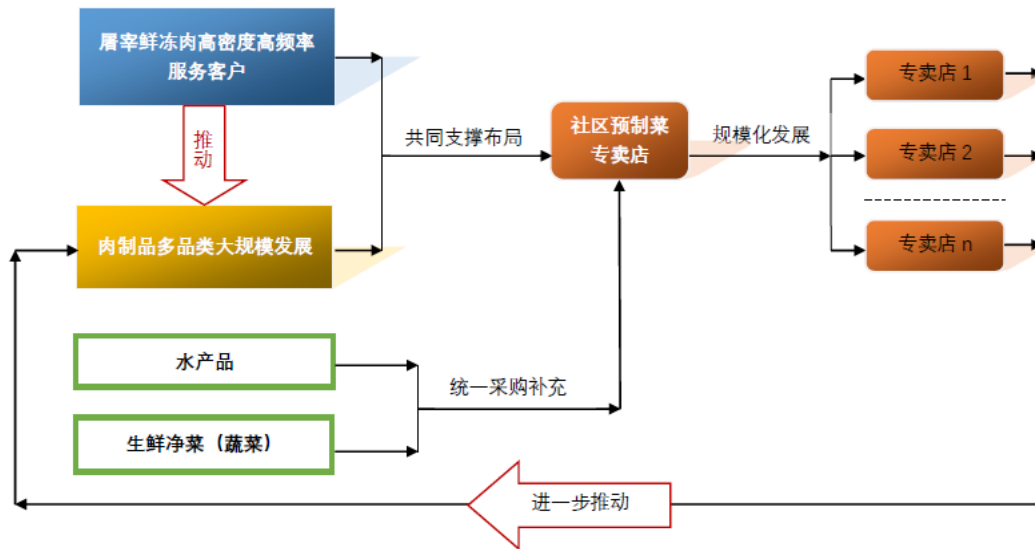 屠宰鲜冻肉高密度高频率
服务客户
推
动
肉制品多品类大规模发展
水产品
生鲜净菜（蔬菜）
共同支撑布局
统一采购补充
社区预制菜
专卖店
规模化发展
专卖店 1
专卖店 2
专卖店 n
进一步推动